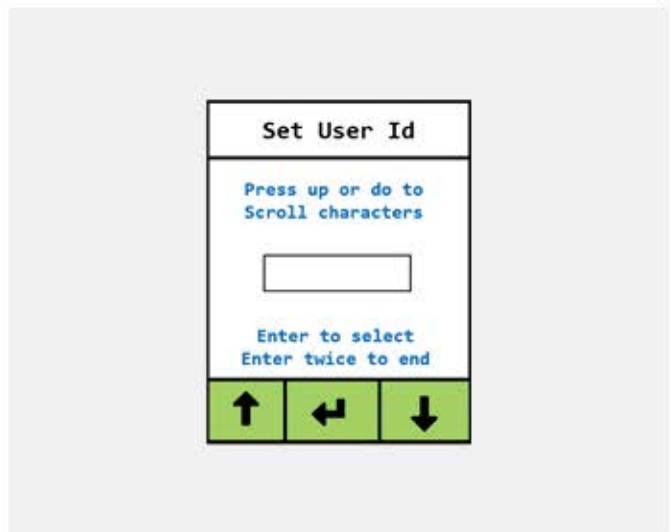 Set User Id
Press up or do to
Scroll characters
Enter to select
Enter twice to end